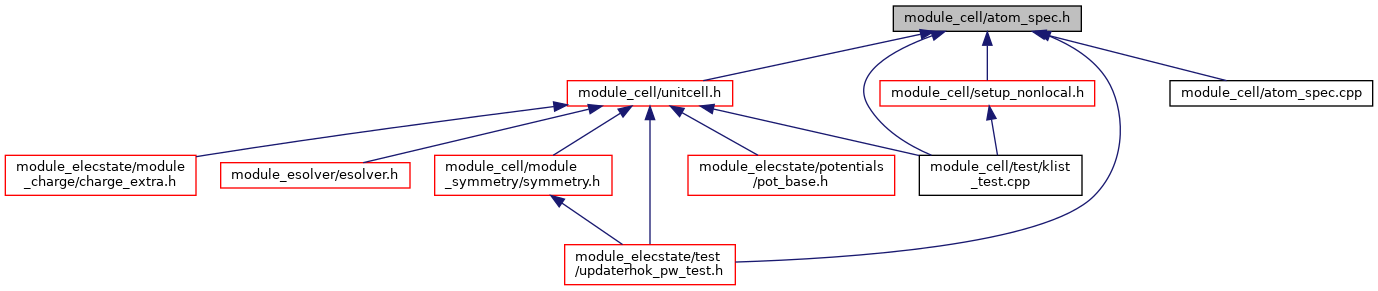 module_cell/atom_spec.h
module_cell/unitcell.h
module_cell/setup_nonlocal.h
module_cell/atom_spec.cpp
module_elecstate/module
_charge/charge_extra.h
module_esolver/esolver.h
module_cell/module
_symmetry/symmetry.h
module_elecstate/potentials
/pot_base.h
module_cell/test/klist
_test.cpp
module_elecstate/test
/updaterhok_pw_test.h